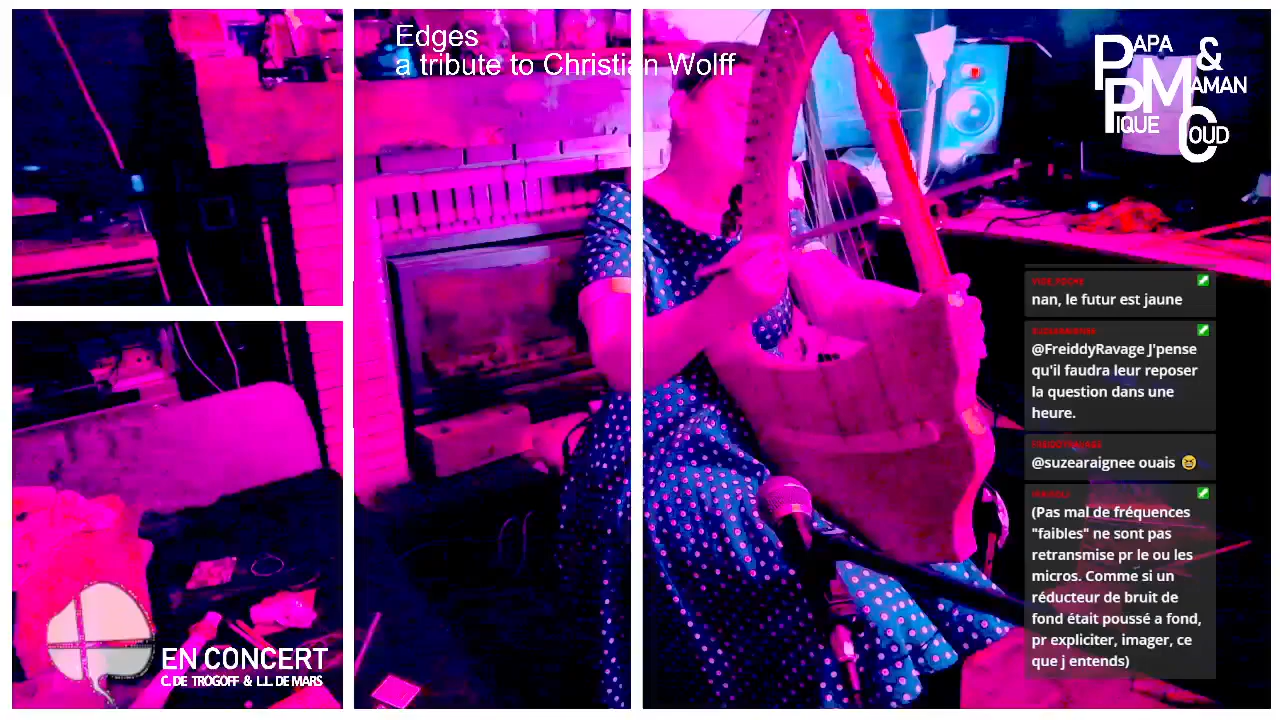 Edges
a tribute to Christian Wolff
PAPA &
PIQUE MAMAN
COUD
nan, le futur est jaune
SUZEARAIGNEE
@FreiddyRavage J'pense
qu'il faudra leur reposer
la question dans une
heure.
FREIDDYRAVAGE
@suzearaignee ouais
(Pas mal de fréquences
"faibles" ne sont pas
retransmise pr le ou les
micros. Comme si un
réducteur de bruit de
fond était poussé a fond,
pr expliciter, imager, ce
que j entends)
EN CONCERT
C. DE TROGOFF & L.L. DE MARS